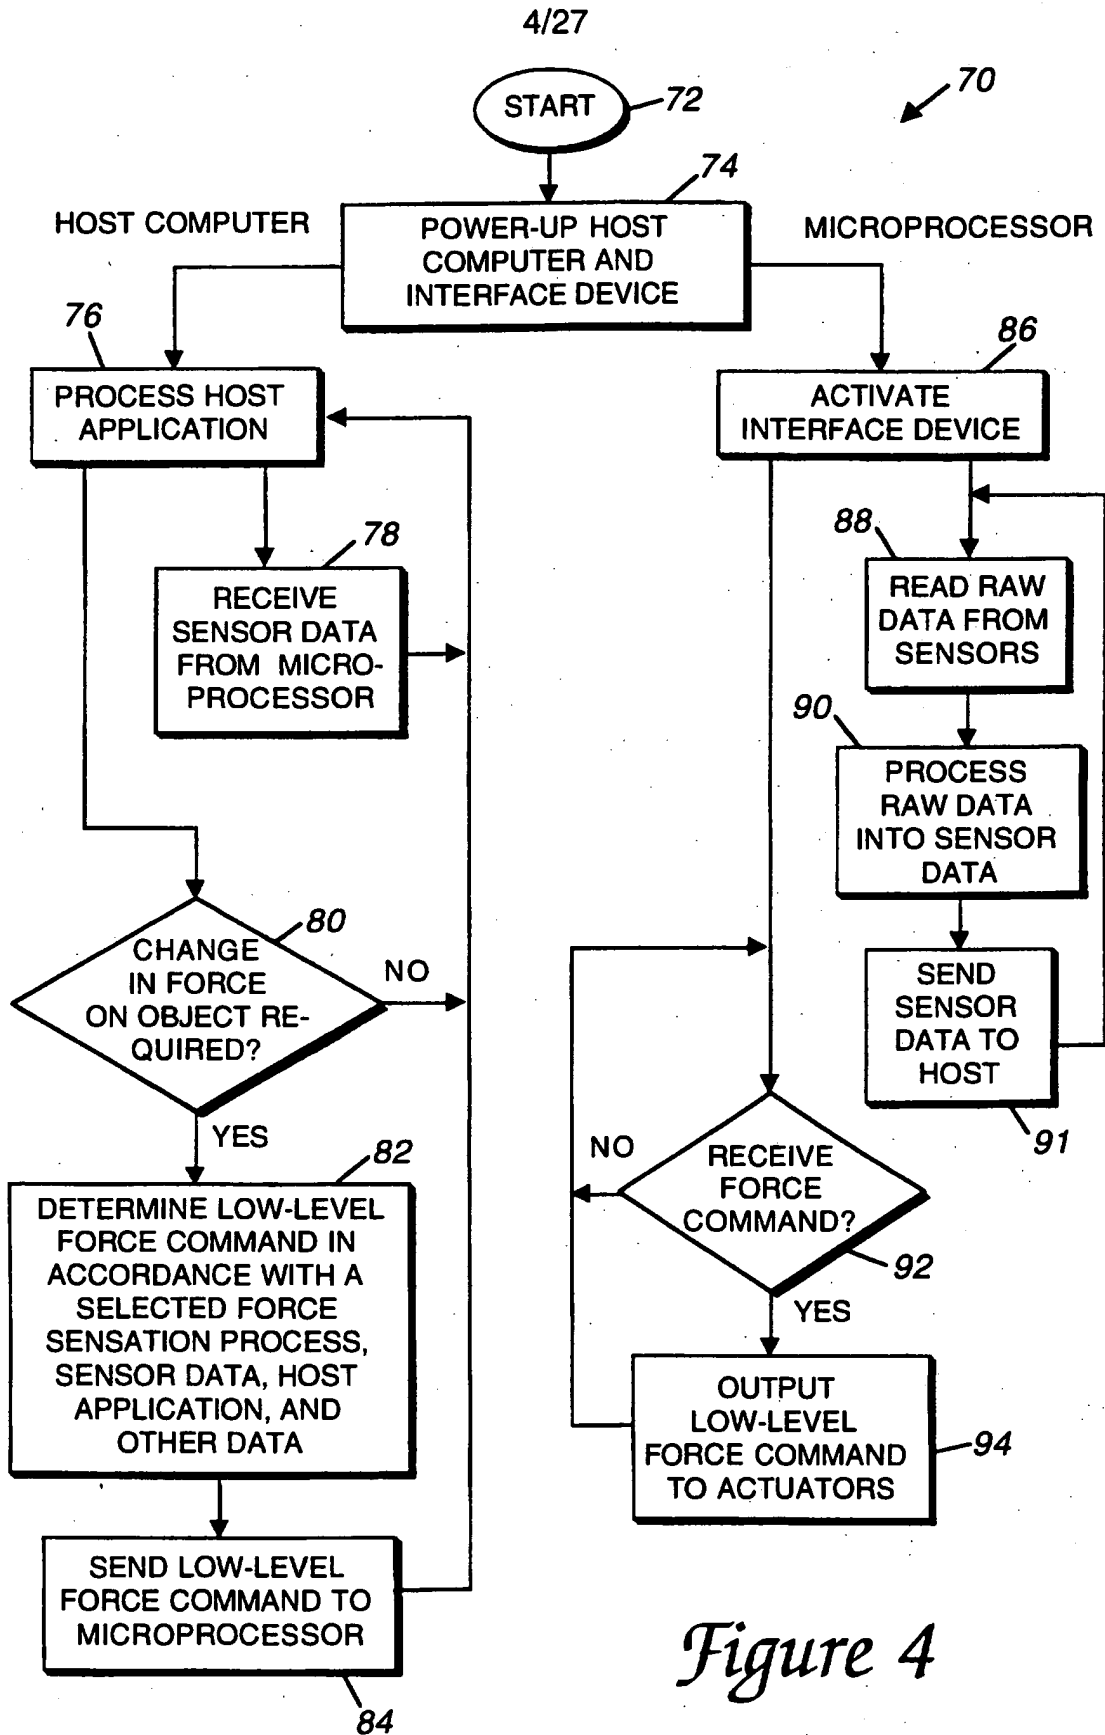 4/27
START
72
70
74
HOST COMPUTER
POWER-UP HOST
COMPUTER AND
INTERFACE DEVICE
MICROPROCESSOR
76
PROCESS HOST
APPLICATION
86
ACTIVATE
INTERFACE DEVICE
78
RECEIVE
SENSOR DATA
FROM MICRO-
PROCESSOR
88
READ RAW
DATA FROM
SENSORS
90
PROCESS
RAW DATA
INTO SENSOR
DATA
80
CHANGE
IN FORCE
ON OBJECT RE-
QUIRED?
NO
YES
SEND
SENSOR
DATA TO
HOST
91
82
DETERMINE LOW-LEVEL
FORCE COMMAND IN
ACCORDANCE WITH A
SELECTED FORCE
SENSATION PROCESS,
SENSOR DATA, HOST
APPLICATION, AND
OTHER DATA
NO
RECEIVE
FORCE
COMMAND?
92
YES
OUTPUT
LOW-LEVEL
FORCE COMMAND
TO ACTUATORS
94
SEND LOW-LEVEL
FORCE COMMAND TO
MICROPROCESSOR
84
Figure 4